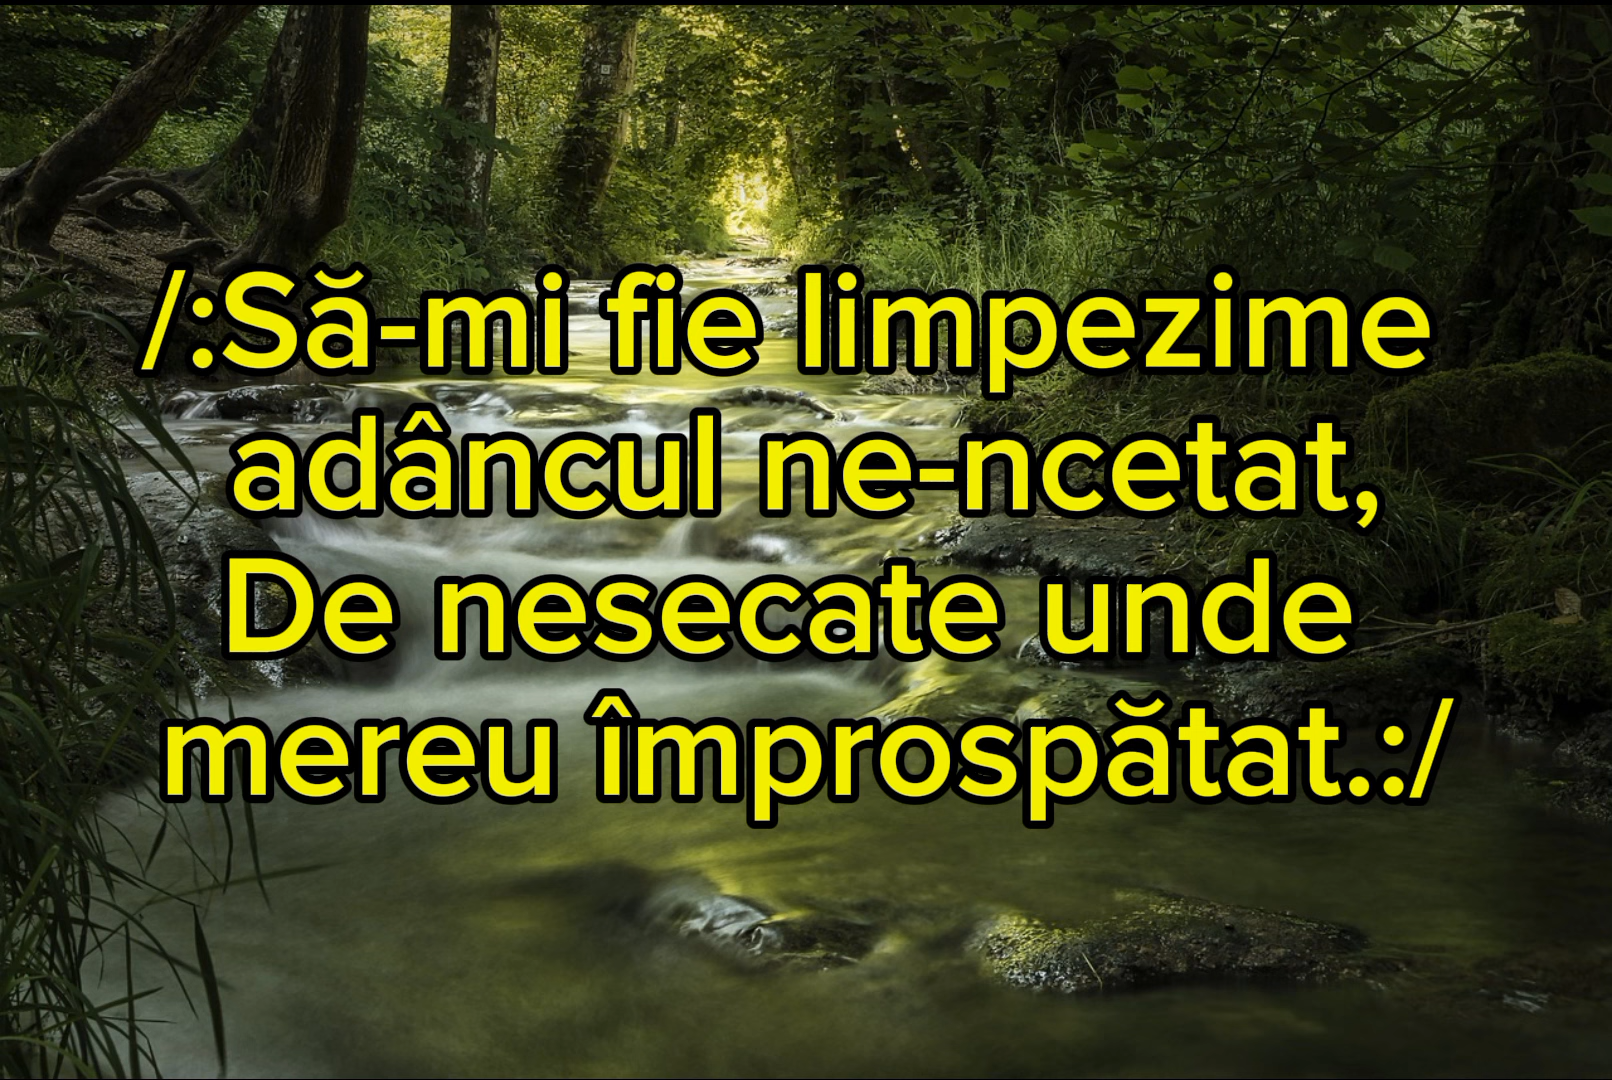 /:Să-mi fie limpezime
adâncul ne-ncetat,
De nesecate unde
mereu împrospătat.:/